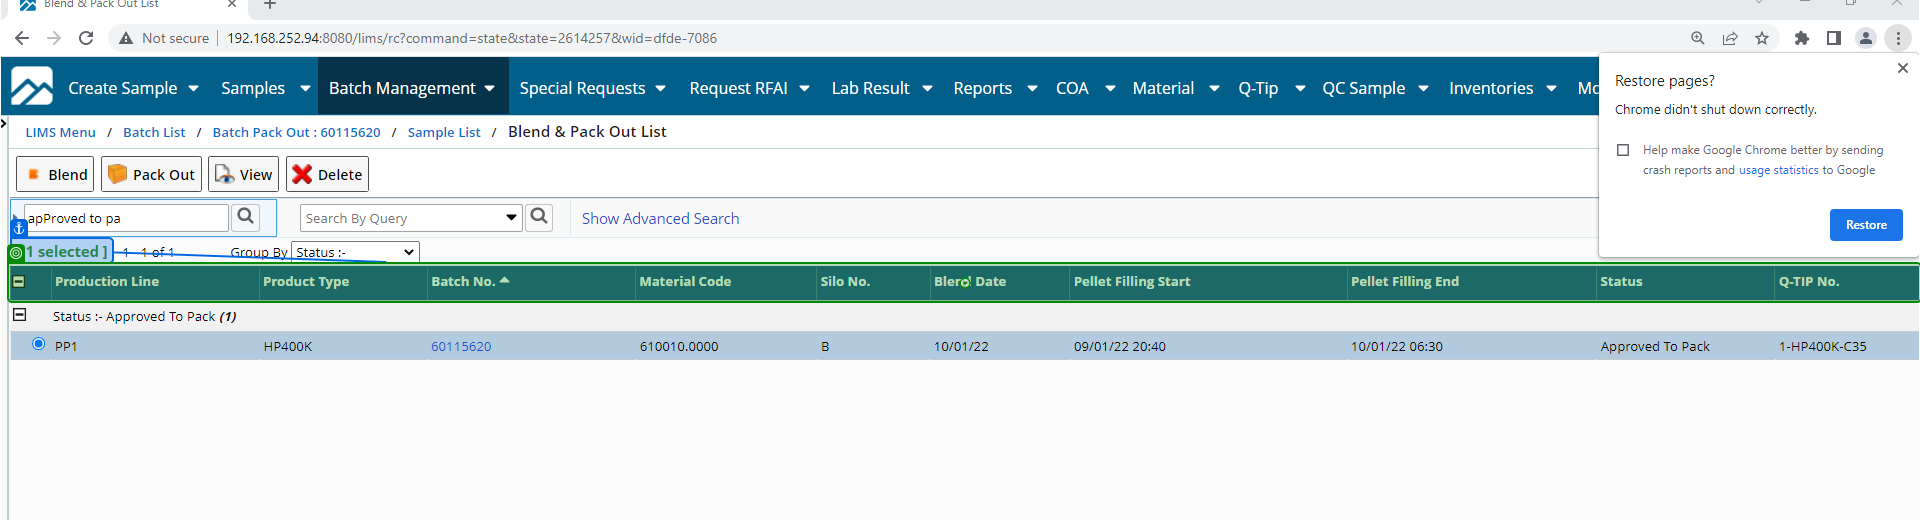 Blend & Pack Out List
Not secure 192.168.252.94:8080/lims/rc?command=state&state=2614257&wid=dfde-7086
Create Sample Samples Batch Management Special Requests Request RFAI Lab Result Reports COA Material Q-Tip QC Sample Inventories
Restore pages?
Chrome didn't shut down correctly.
Help make Google Chrome better by sending
crash reports and usage statistics to Google
Restore
LIMS Menu / Batch List / Batch Pack Out : 60115620 / Sample List / Blend & Pack Out List
Blend Pack Out View Delete
apProved to pa Search By Query Show Advanced Search
1 selected ] 1 - 1 of 1 Group By Status :-
Production Line Product Type Batch No. Material Code Silo No. Blend Date Pellet Filling Start Pellet Filling End Status Q-TIP No.
Status :- Approved To Pack (1)
PP1 HP400K 60115620 610010.0000 B 10/01/22 09/01/22 20:40 10/01/22 06:30 Approved To Pack 1-HP400K-C35